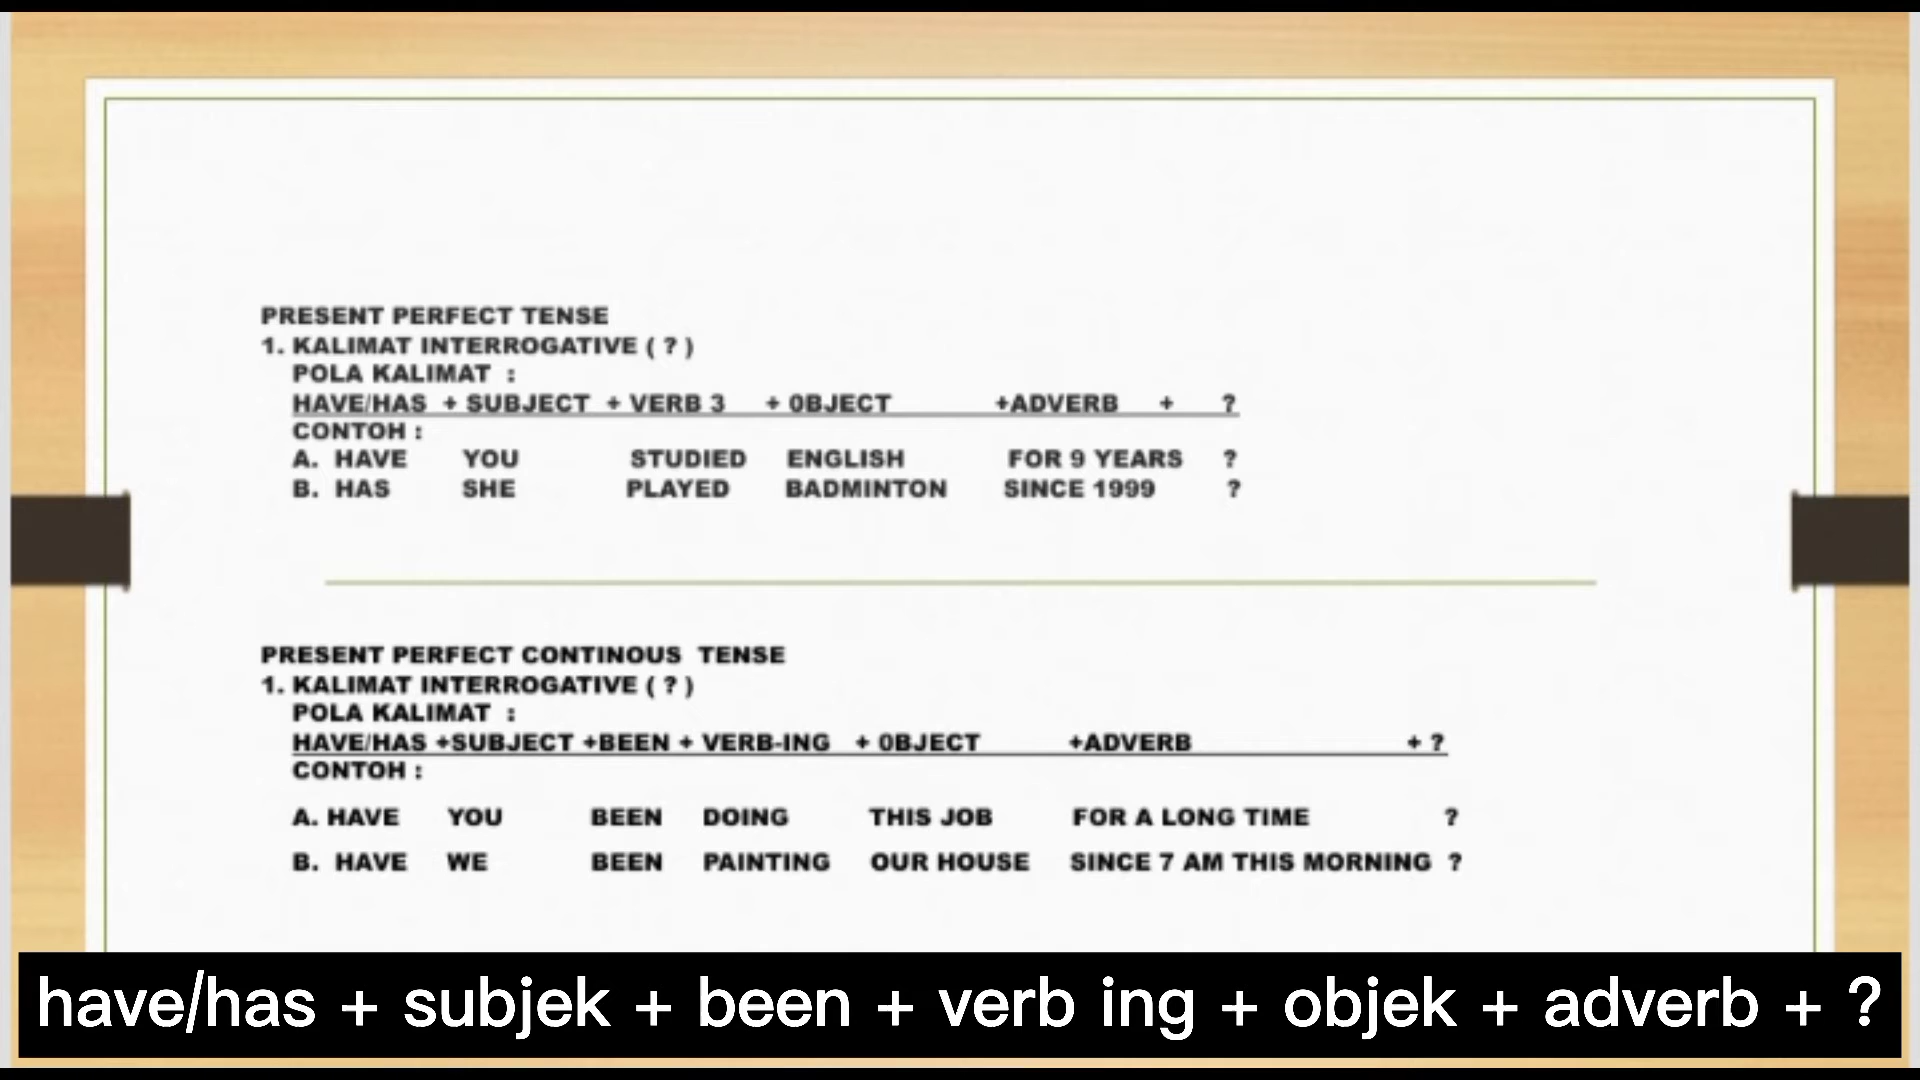 PRESENT PERFECT TENSE
1. KALIMAT INTERROGATIVE ( ? )
POLA KALIMAT :
HAVE/HAS + SUBJECT + VERB 3 + 0BJECT +ADVERB + ?
CONTOH :
A. HAVE YOU STUDIED ENGLISH FOR 9 YEARS ?
B. HAS SHE PLAYED BADMINTON SINCE 1999 ?
PRESENT PERFECT CONTINOUS TENSE
1. KALIMAT INTERROGATIVE ( ? )
POLA KALIMAT :
HAVE/HAS +SUBJECT +BEEN + VERB-ING + 0BJECT +ADVERB + ?
CONTOH :
A. HAVE YOU BEEN DOING THIS JOB FOR A LONG TIME ?
B. HAVE WE BEEN PAINTING OUR HOUSE SINCE 7 AM THIS MORNING ?
have/has + subjek + been + verb ing + objek + adverb + ?